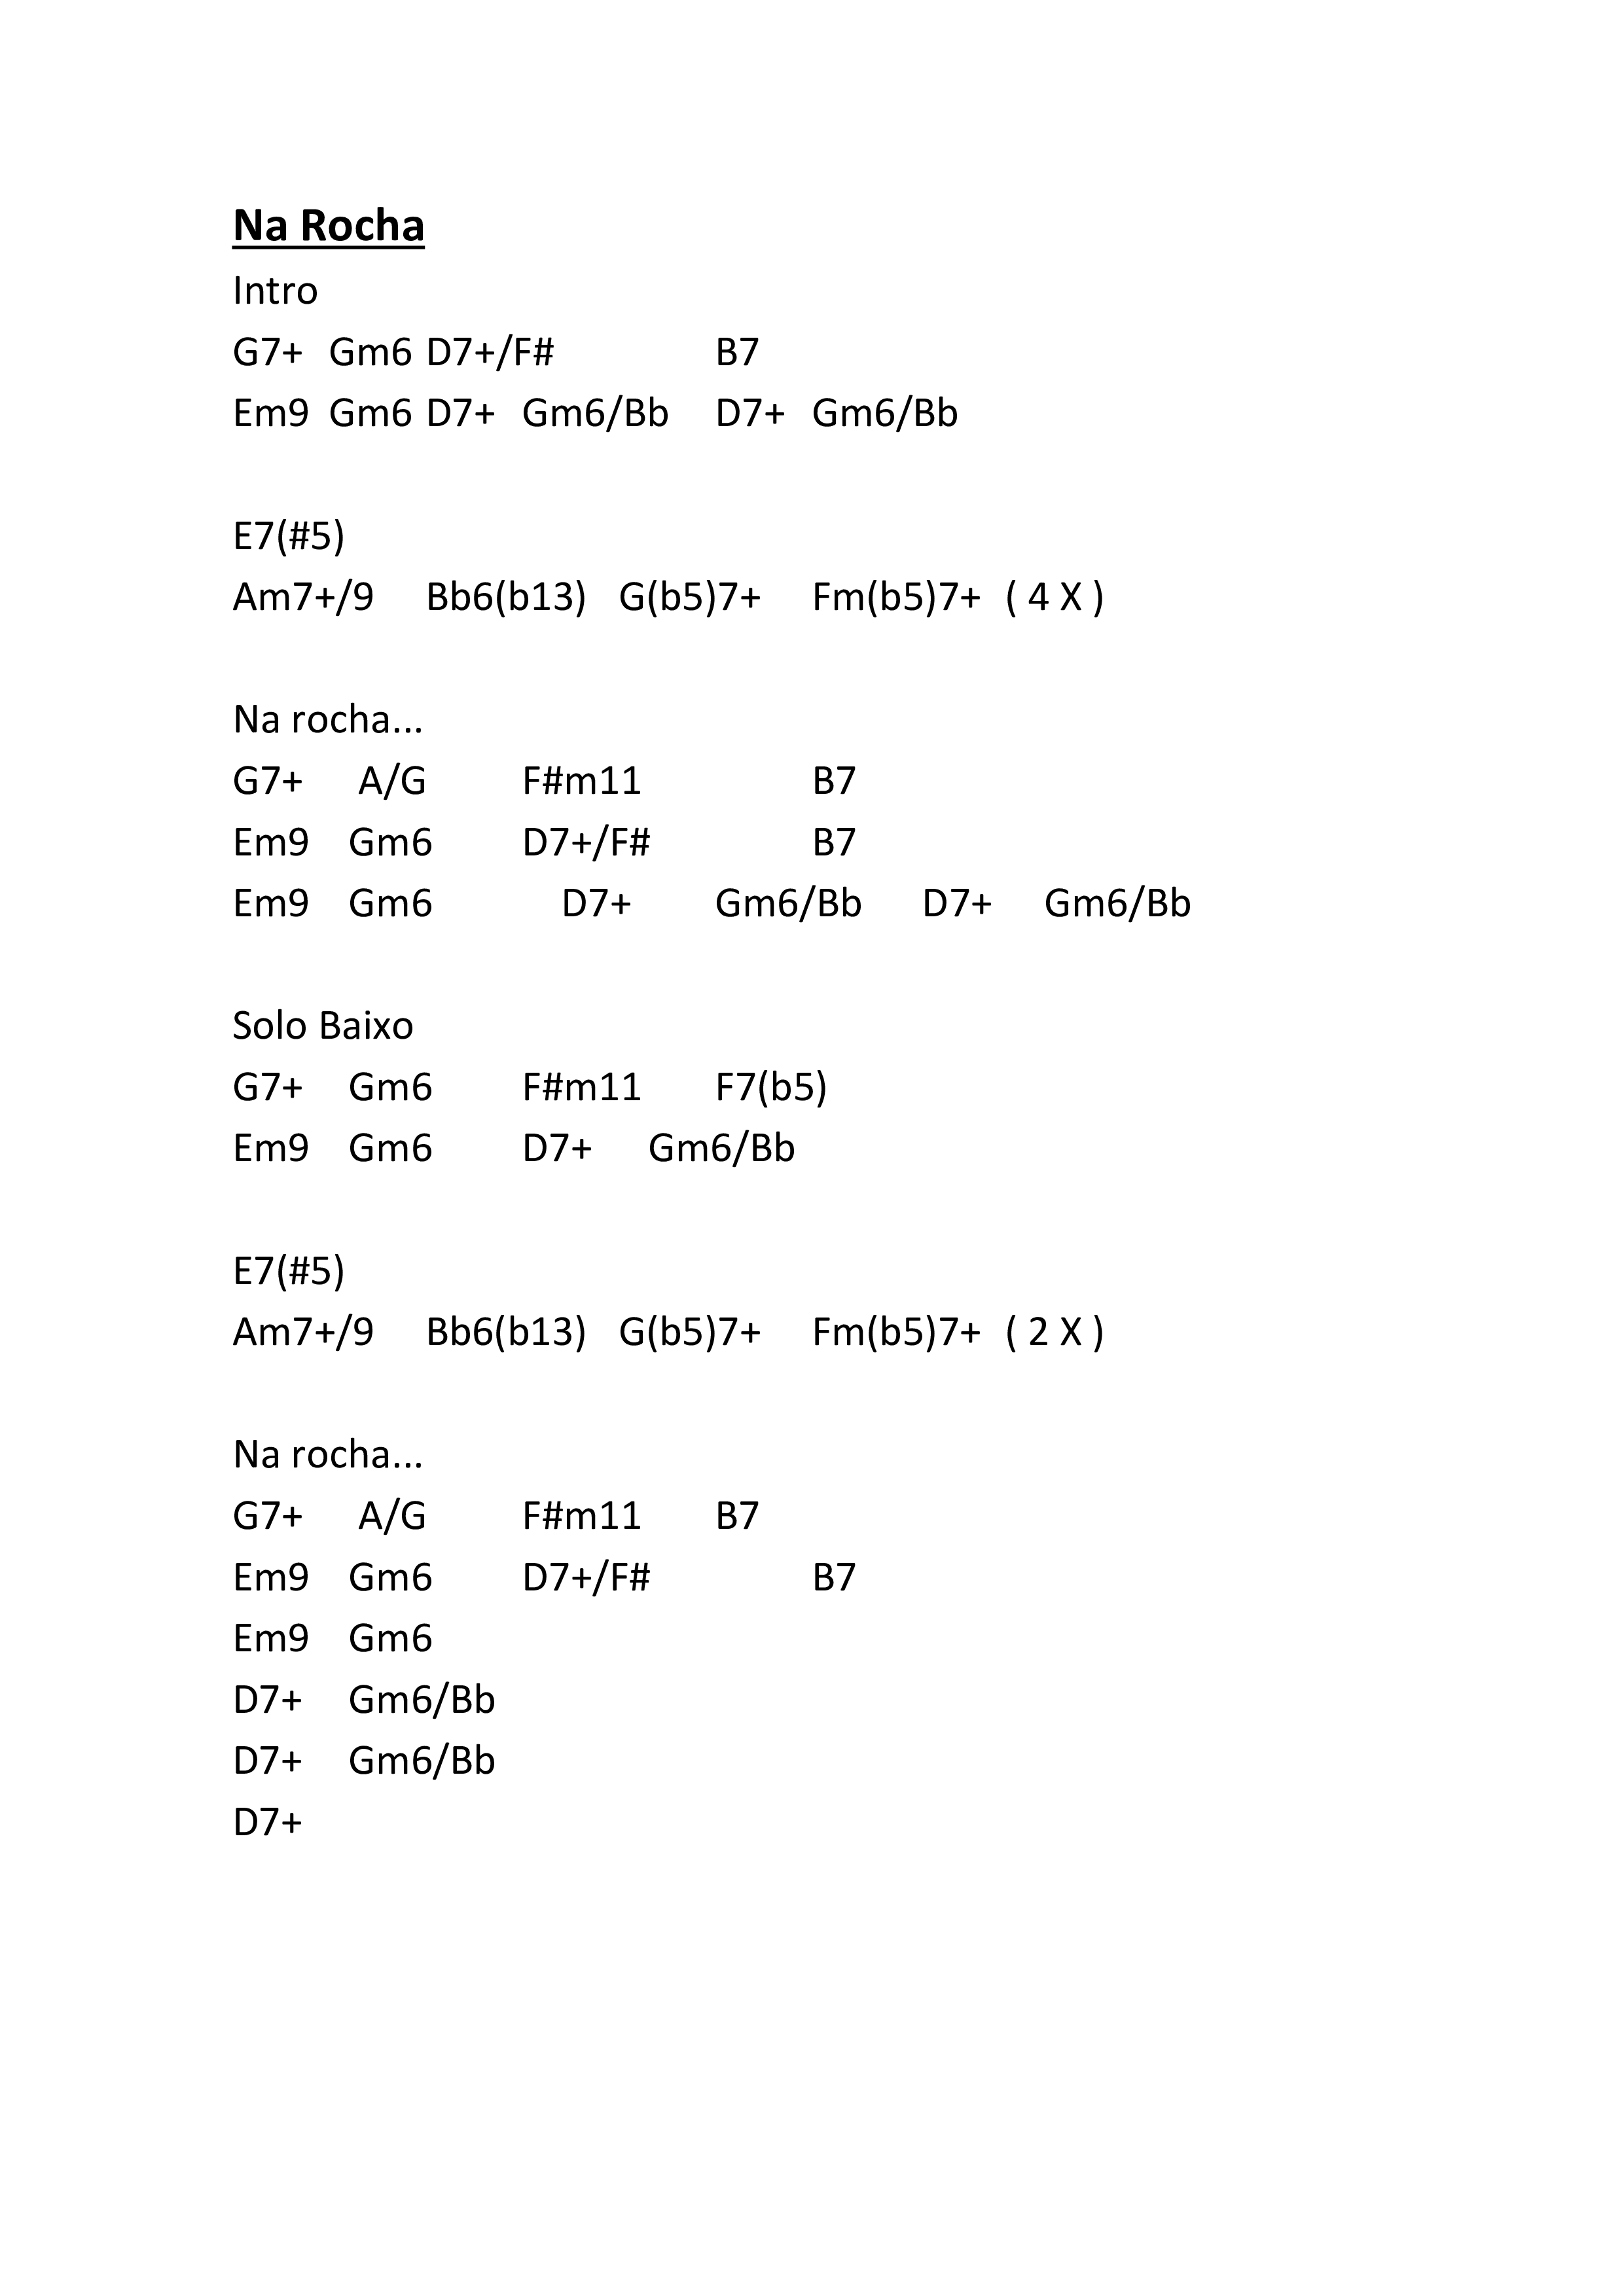 Na Rocha
Intro
G7+ Gm6 D7+/F# B7
Em9 Gm6 D7+ Gm6/Bb D7+ Gm6/Bb
E7(#5)
Am7+/9 Bb6(b13) G(b5)7+ Fm(b5)7+ ( 4 X )
Na rocha...
G7+ A/G F#m11 B7
Em9 Gm6 D7+/F# B7
Em9 Gm6 D7+ Gm6/Bb D7+ Gm6/Bb
Solo Baixo
G7+ Gm6 F#m11 F7(b5)
Em9 Gm6 D7+ Gm6/Bb
E7(#5)
Am7+/9 Bb6(b13) G(b5)7+ Fm(b5)7+ ( 2 X )
Na rocha...
G7+ A/G F#m11 B7
Em9 Gm6 D7+/F# B7
Em9 Gm6
D7+ Gm6/Bb
D7+ Gm6/Bb
D7+